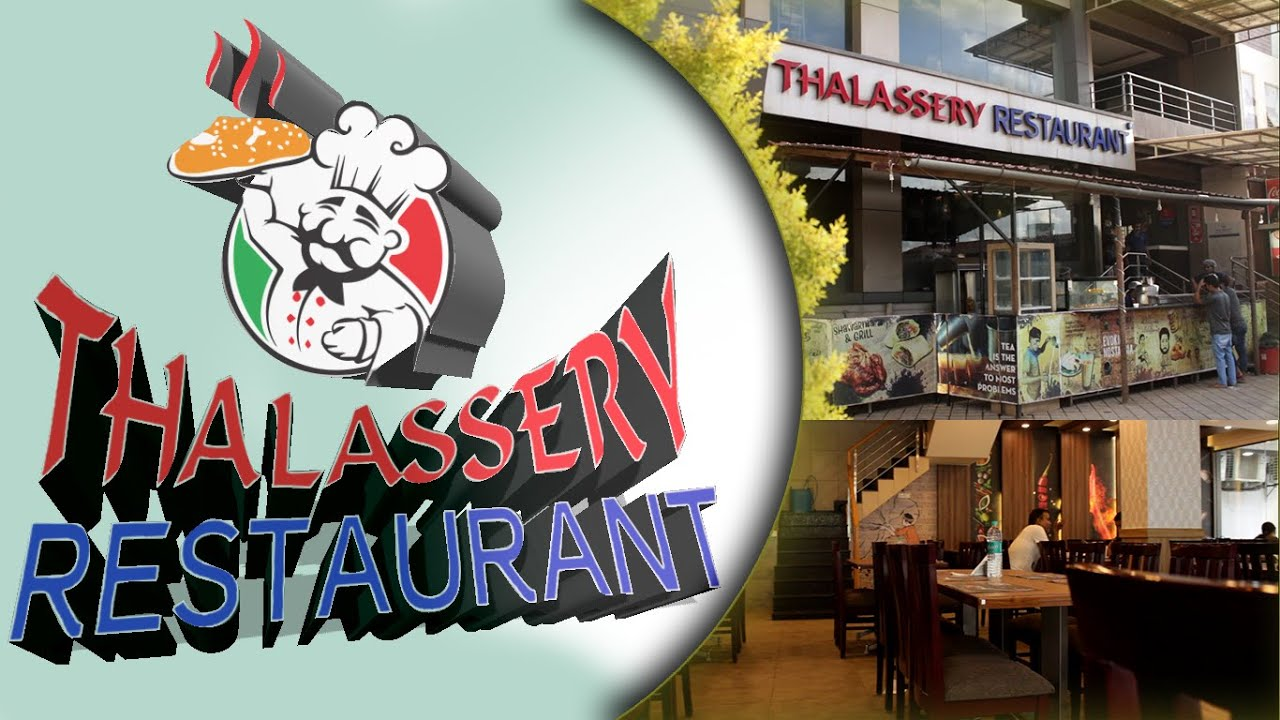 THALASSERY
RESTAURANT
THALASSERY RESTAURANT
SHAWARMA
& GRILL
TEA
IS THE
ANSWER
TO MOST
PROBLEMS